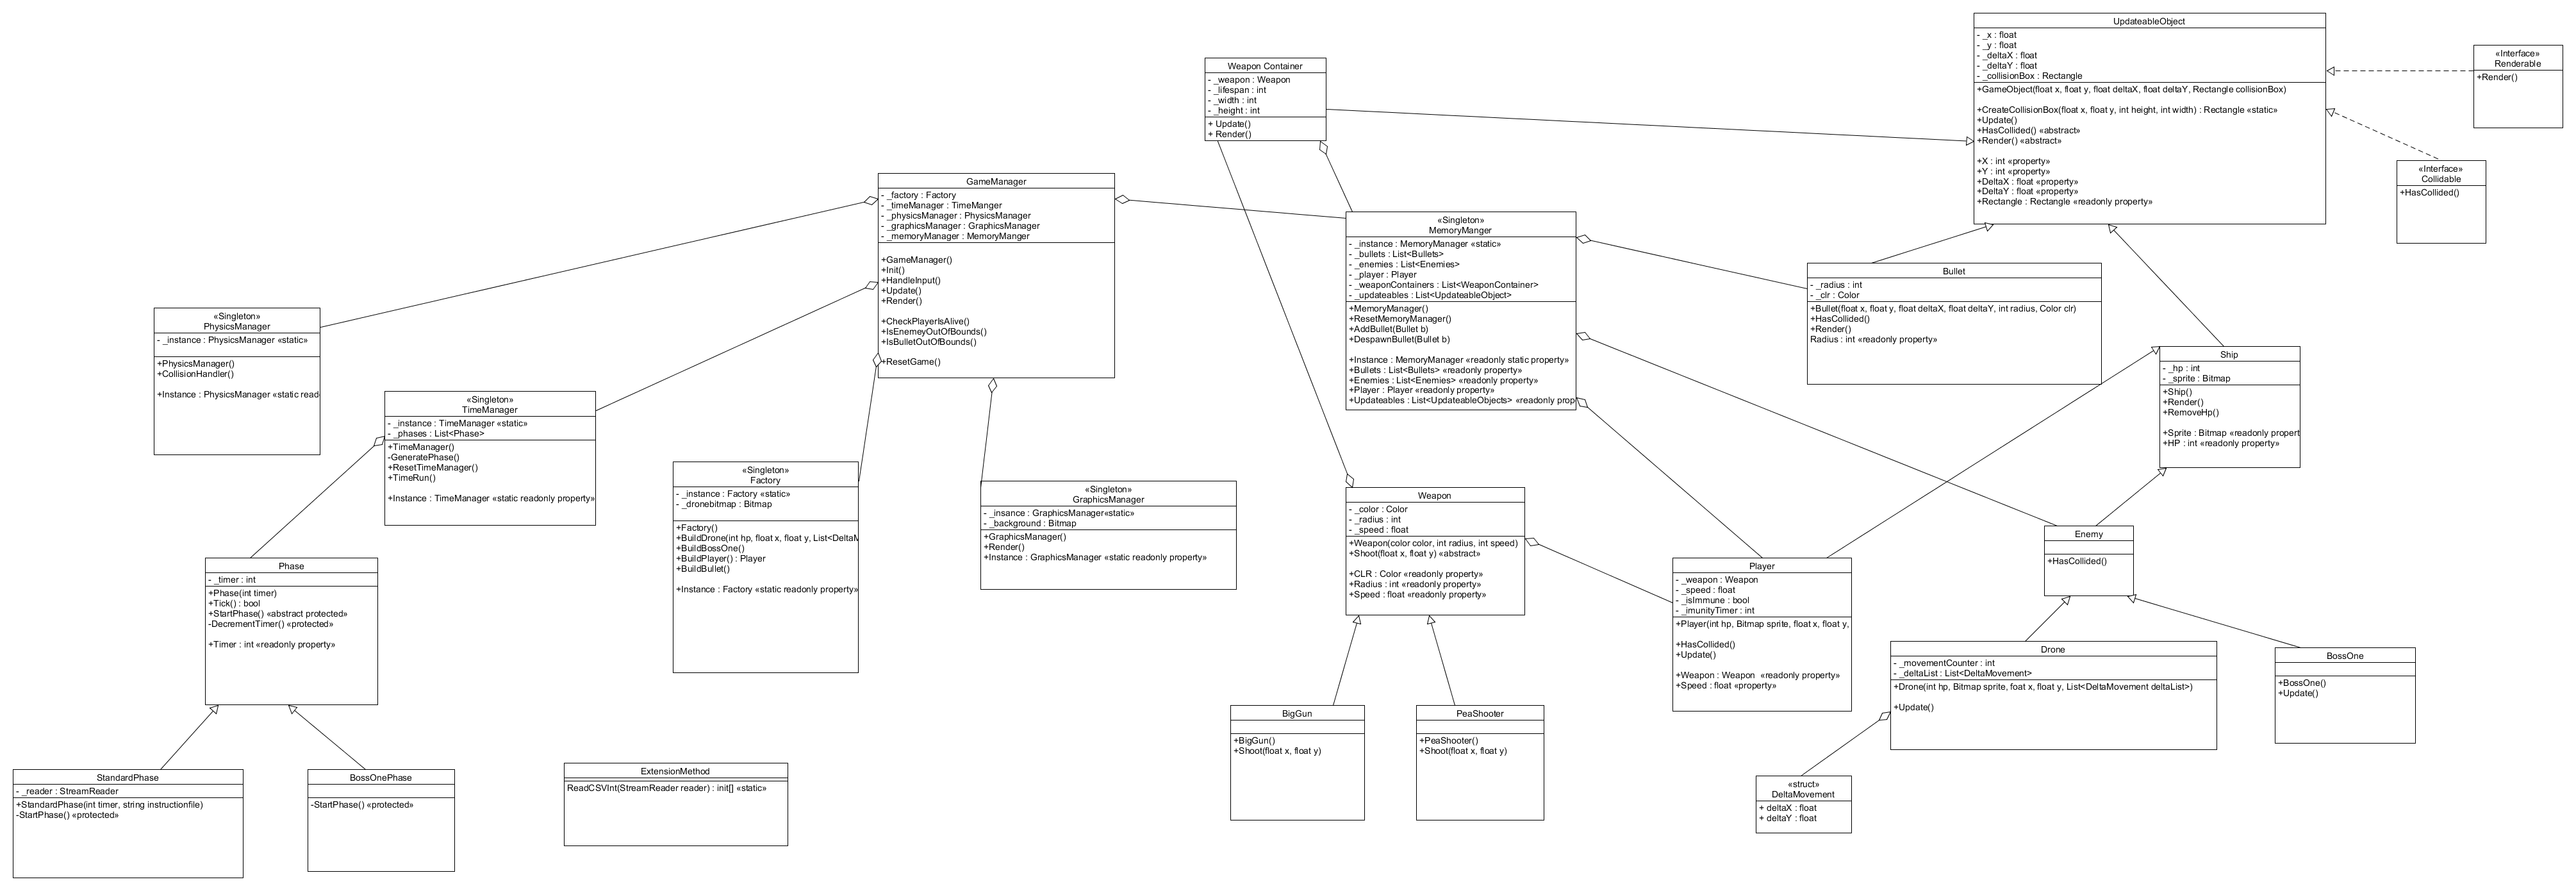 UpdateableObject
- _x : float
- _y : float
- _deltaX : float
- _deltaY : float
- _collisionBox : Rectangle
+GameObject(float x, float y, float deltaX, float deltaY, Rectangle collisionBox)
+CreateCollisionBox(float x, float y, int height, int width) : Rectangle «static»
+Update()
+HasCollided() «abstract»
+Render() «abstract»
+X : int «property»
+Y : int «property»
+DeltaX : float «property»
+DeltaY : float «property»
+Rectangle : Rectangle «readonly property»
«Interface»
Renderable
+Render()
«Interface»
Collidable
+HasCollided()
Weapon Container
- _weapon : Weapon
- _lifespan : int
- _width : int
- _height : int
+ Update()
+ Render()
GameManager
- _factory : Factory
- _timeManager : TimeManger
- _physicsManager : PhysicsManager
- _graphicsManager : GraphicsManager
- _memoryManager : MemoryManger
+GameManager()
+Init()
+HandleInput()
+Update()
+Render()
+CheckPlayerIsAlive()
+IsEnemeyOutOfBounds()
+IsBulletOutOfBounds()
+ResetGame()
«Singleton»
MemoryManger
- _instance : MemoryManager «static»
- _bullets : List<Bullets>
- _enemies : List<Enemies>
- _player : Player
- _weaponContainers : List<WeaponContainer>
- _updateables : List<UpdateableObject>
+MemoryManager()
+ResetMemoryManager()
+AddBullet(Bullet b)
+DespawnBullet(Bullet b)
+Instance : MemoryManager «readonly static property»
+Bullets : List<Bullets> «readonly property»
+Enemies : List<Enemies> «readonly property»
+Player : Player «readonly property»
+Updateables : List<UpdateableObjects> «readonly prop
Bullet
- _radius : int
- _clr : Color
+Bullet(float x, float y, float deltaX, float deltaY, int radius, Color clr)
+HasCollided()
+Render()
Radius : int «readonly property»
Ship
- _hp : int
- _sprite : Bitmap
+Ship()
+Render()
+RemoveHp()
+Sprite : Bitmap «readonly propert
+HP : int «readonly property»
«Singleton»
PhysicsManager
- _instance : PhysicsManager «static»
+PhysicsManager()
+CollisionHandler()
+Instance : PhysicsManager «static read
«Singleton»
TimeManager
- _instance : TimeManager «static»
- _phases : List<Phase>
+TimeManager()
-GeneratePhase()
+ResetTimeManager()
+TimeRun()
+Instance : TimeManager «static readonly property»
«Singleton»
Factory
- _instance : Factory «static»
- _dronebitmap : Bitmap
+Factory()
+BuildDrone(int hp, float x, float y, List<DeltaM
+BuildBossOne()
+BuildPlayer() : Player
+BuildBullet()
+Instance : Factory «static readonly property»
«Singleton»
GraphicsManager
- _insance : GraphicsManager«static»
- _background : Bitmap
+GraphicsManager()
+Render()
+Instance : GraphicsManager «static readonly property»
Weapon
- _color : Color
- _radius : int
- _speed : float
+Weapon(color color, int radius, int speed)
+Shoot(float x, float y) «abstract»
+CLR : Color «readonly property»
+Radius : int «readonly property»
+Speed : float «readonly property»
Enemy
+HasCollided()
Phase
- _timer : int
+Phase(int timer)
+Tick() : bool
+StartPhase() «abstract protected»
-DecrementTimer() «protected»
+Timer : int «readonly property»
Player
- _weapon : Weapon
- _speed : float
- _isImmune : bool
- _imunityTimer : int
+Player(int hp, Bitmap sprite, float x, float y,
+HasCollided()
+Update()
+Weapon : Weapon «readonly property»
+Speed : float «property»
Drone
- _movementCounter : int
- _deltaList : List<DeltaMovement>
+Drone(int hp, Bitmap sprite, foat x, float y, List<DeltaMovement deltaList>)
+Update()
BossOne
+BossOne()
+Update()
BigGun
+BigGun()
+Shoot(float x, float y)
PeaShooter
+PeaShooter()
+Shoot(float x, float y)
StandardPhase
- _reader : StreamReader
+StandardPhase(int timer, string instructionfile)
-StartPhase() «protected»
BossOnePhase
-StartPhase() «protected»
ExtensionMethod
ReadCSVInt(StreamReader reader) : init[] «static»
«struct»
DeltaMovement
+ deltaX : float
+ deltaY : float